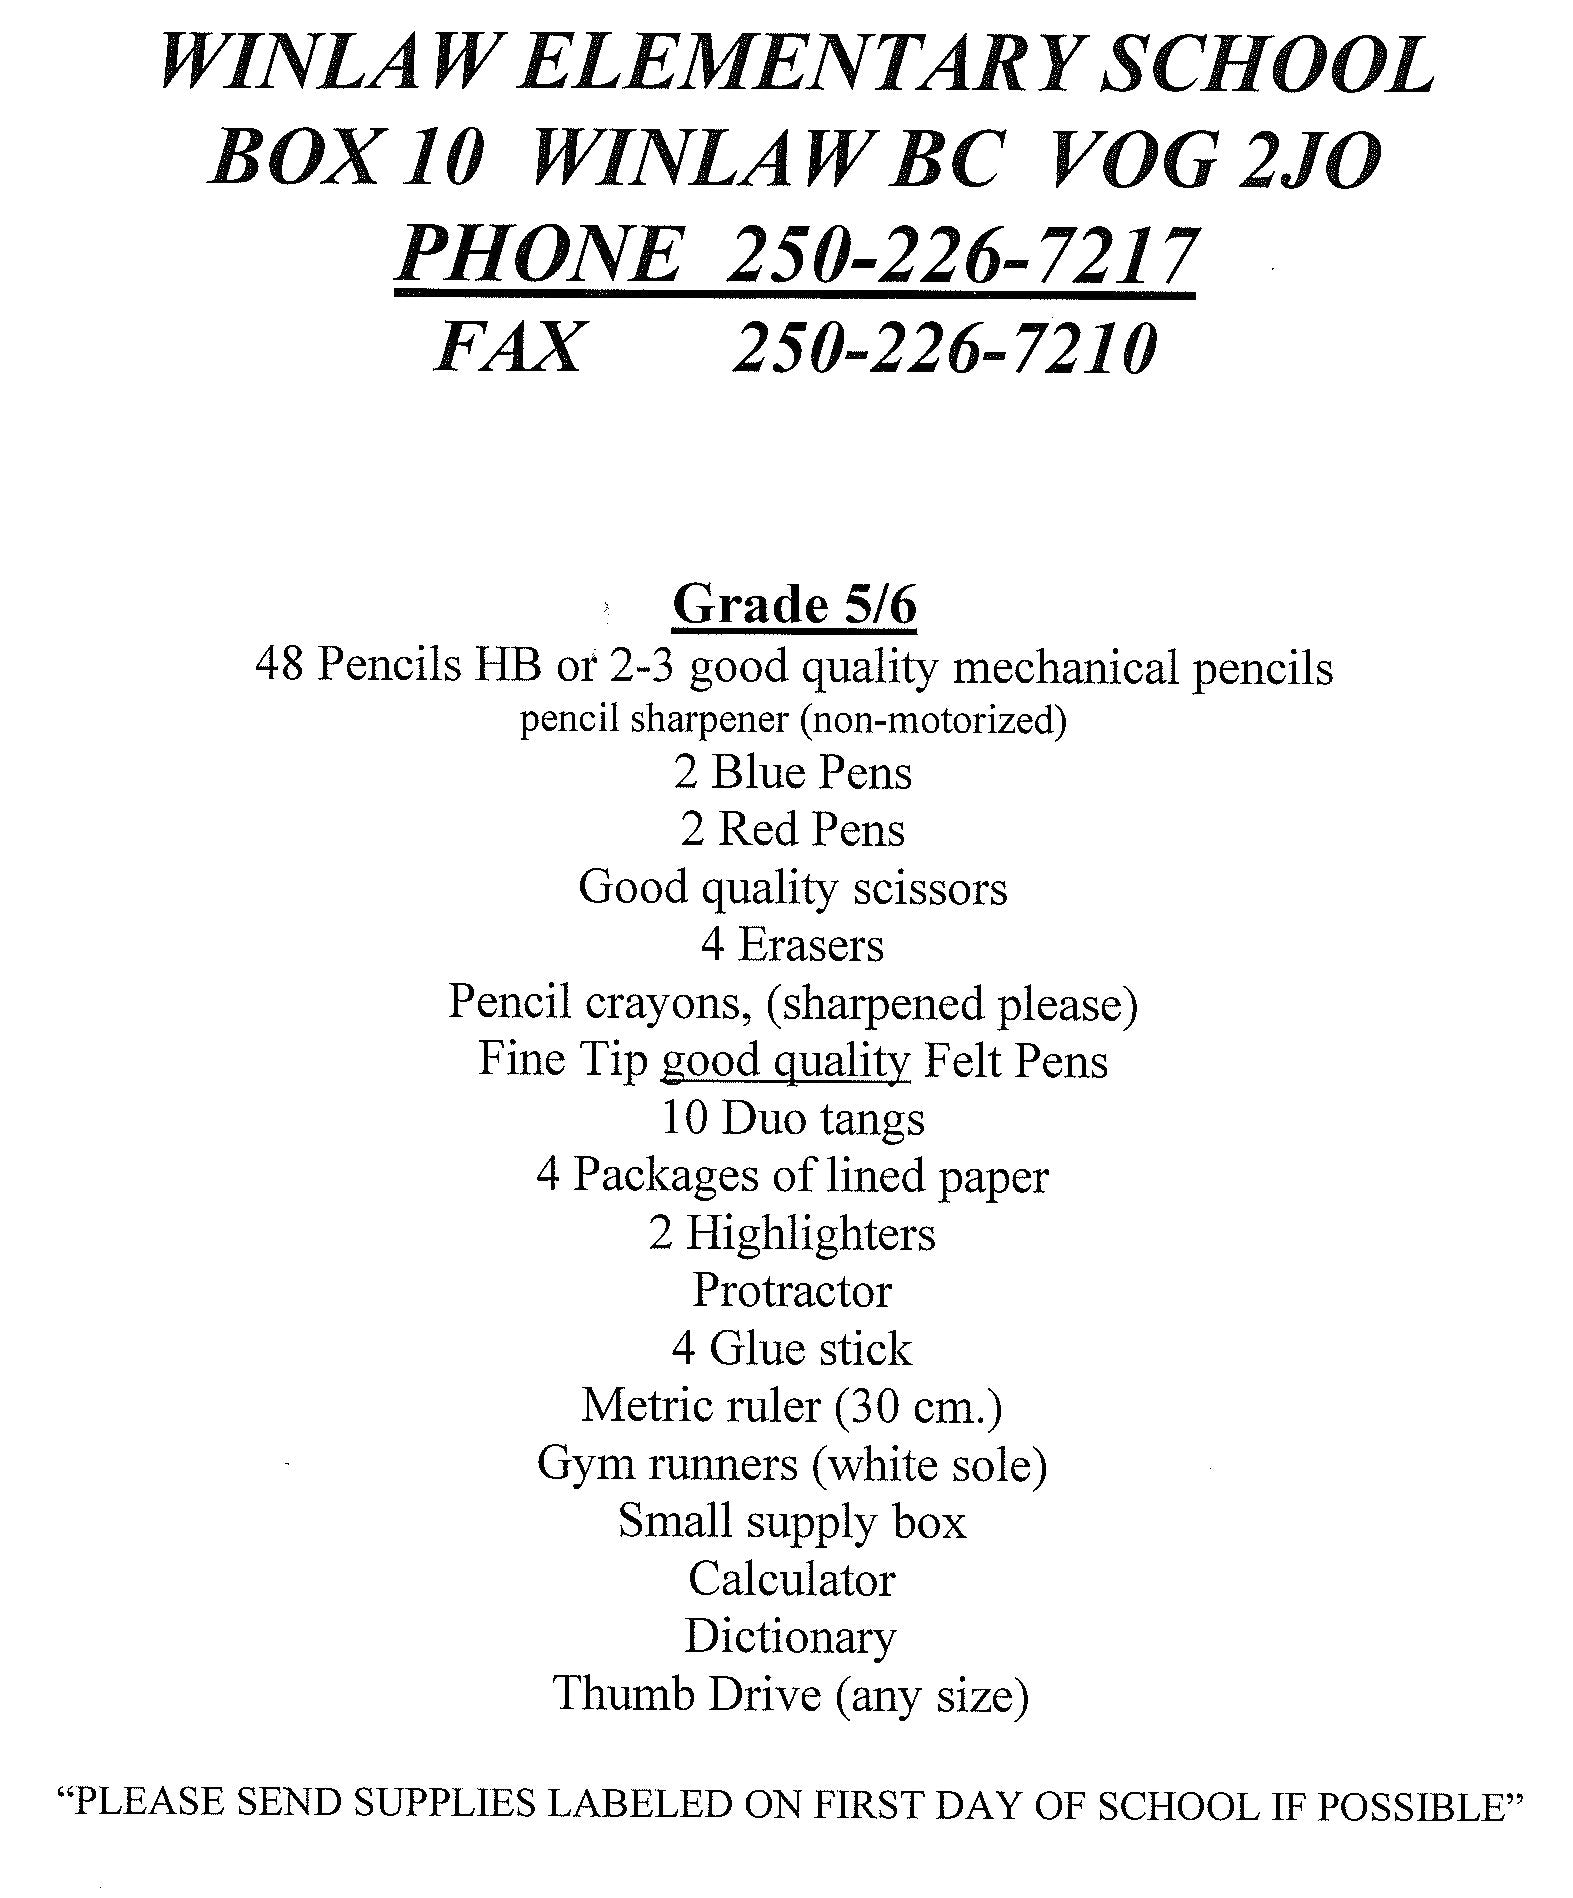 WINLAW ELEMENTARY SCHOOL
BOX 10 WINLAW BC VOG 2JO
PHONE 250-226-7217
FAX 250-226-7210
Grade 5/6
48 Pencils HB or 2-3 good quality mechanical pencils
pencil sharpener (non-motorized)
2 Blue Pens
2 Red Pens
Good quality scissors
4 Erasers
Pencil crayons, (sharpened please)
Fine Tip good quality Felt Pens
10 Duo tangs
4 Packages of lined paper
2 Highlighters
Protractor
4 Glue stick
Metric ruler (30 cm.)
Gym runners (white sole)
Small supply box
Calculator
Dictionary
Thumb Drive (any size)
“PLEASE SEND SUPPLIES LABELED ON FIRST DAY OF SCHOOL IF POSSIBLE”